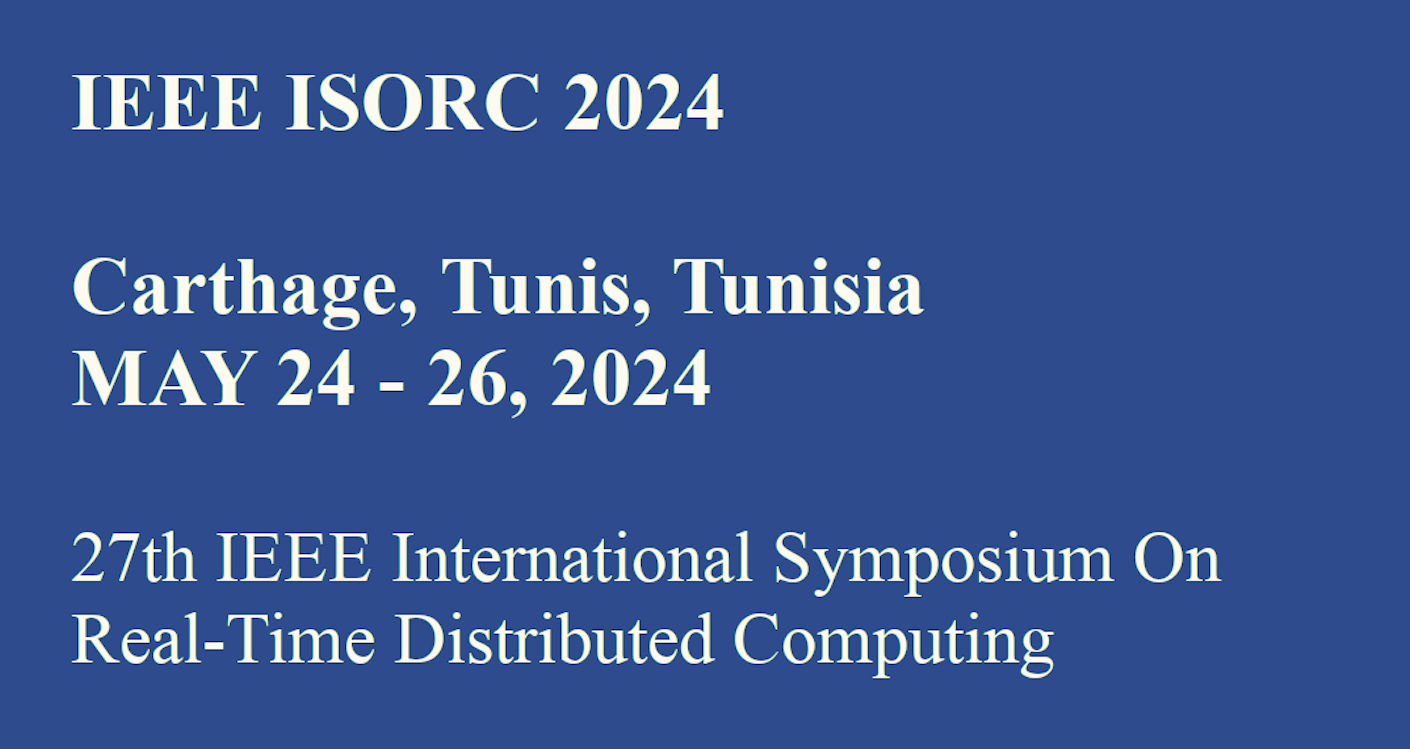 IEEE ISORC 2024
Carthage, Tunis, Tunisia
MAY 24 - 26, 2024
27th IEEE International Symposium On
Real-Time Distributed Computing